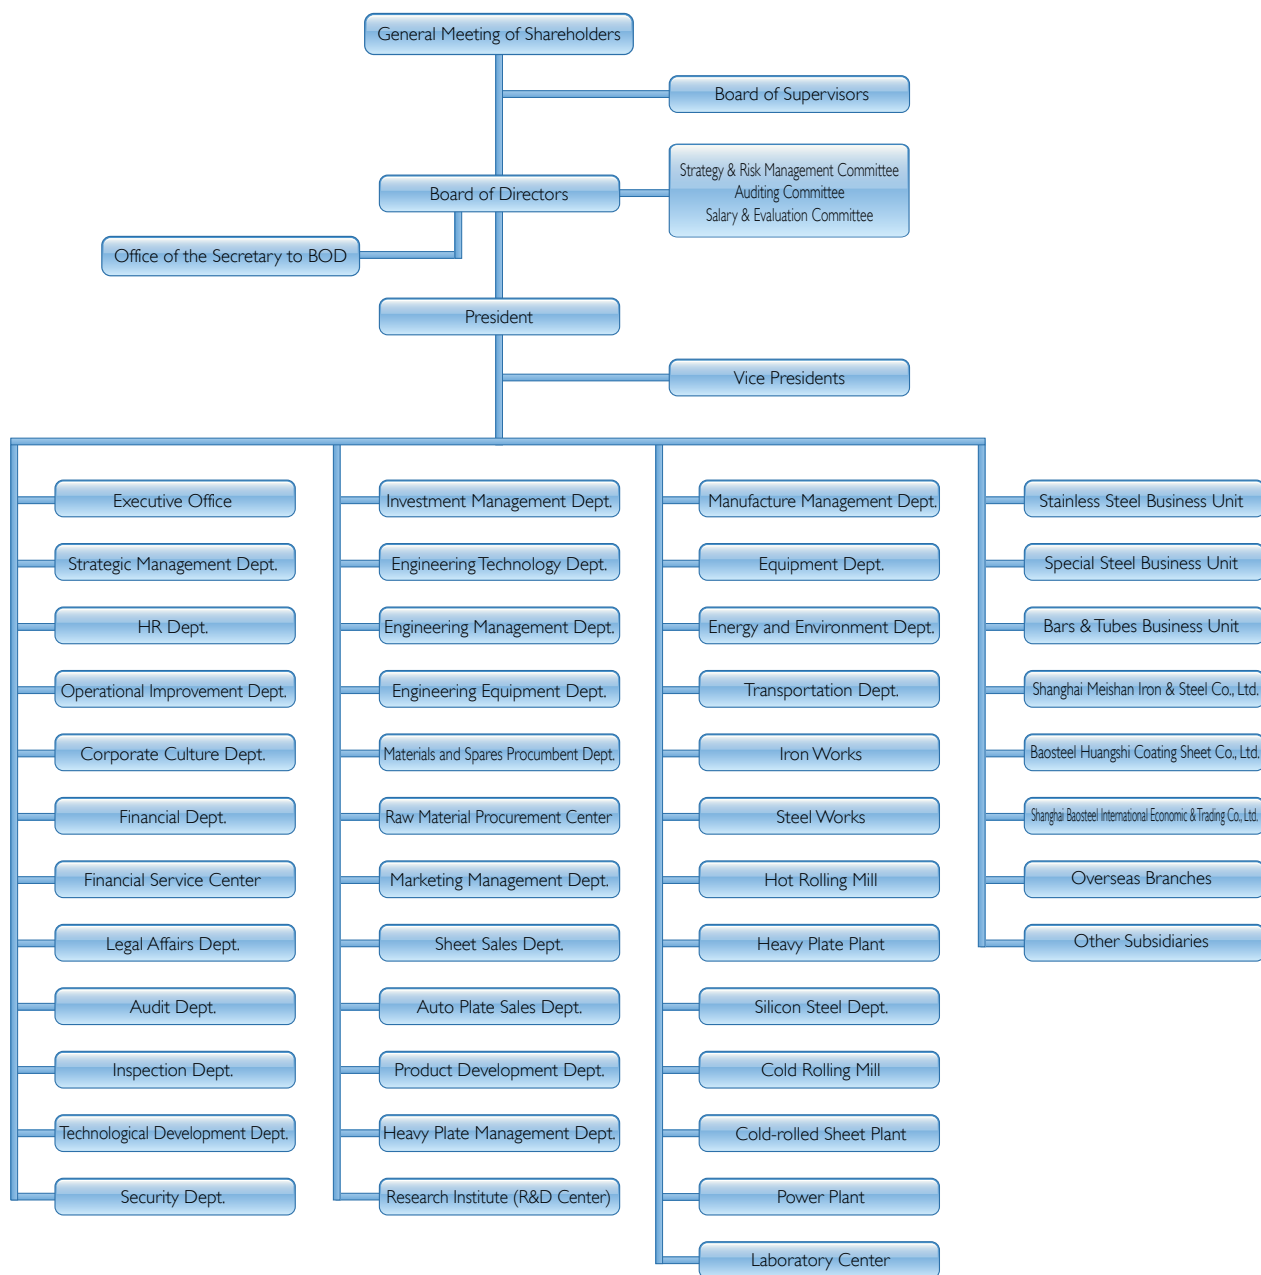 General Meeting of Shareholders
Board of Supervisors
Strategy & Risk Management Committee
Auditing Committee
Salary & Evaluation Committee
Board of Directors
Office of the Secretary to BOD
President
Vice Presidents
Executive Office
Strategic Management Dept.
HR Dept.
Operational Improvement Dept.
Corporate Culture Dept.
Financial Dept.
Financial Service Center
Legal Affairs Dept.
Audit Dept.
Inspection Dept.
Technological Development Dept.
Security Dept.
Investment Management Dept.
Engineering Technology Dept.
Engineering Management Dept.
Engineering Equipment Dept.
Materials and Spares Procumbent Dept.
Raw Material Procurement Center
Marketing Management Dept.
Sheet Sales Dept.
Auto Plate Sales Dept.
Product Development Dept.
Heavy Plate Management Dept.
Research Institute (R&D Center)
Manufacture Management Dept.
Equipment Dept.
Energy and Environment Dept.
Transportation Dept.
Iron Works
Steel Works
Hot Rolling Mill
Heavy Plate Plant
Silicon Steel Dept.
Cold Rolling Mill
Cold-rolled Sheet Plant
Power Plant
Laboratory Center
Stainless Steel Business Unit
Special Steel Business Unit
Bars & Tubes Business Unit
Shanghai Meishan Iron & Steel Co., Ltd.
Baosteel Huangshi Coating Sheet Co., Ltd.
Shanghai Baosteel International Economic & Trading Co., Ltd.
Overseas Branches
Other Subsidiaries